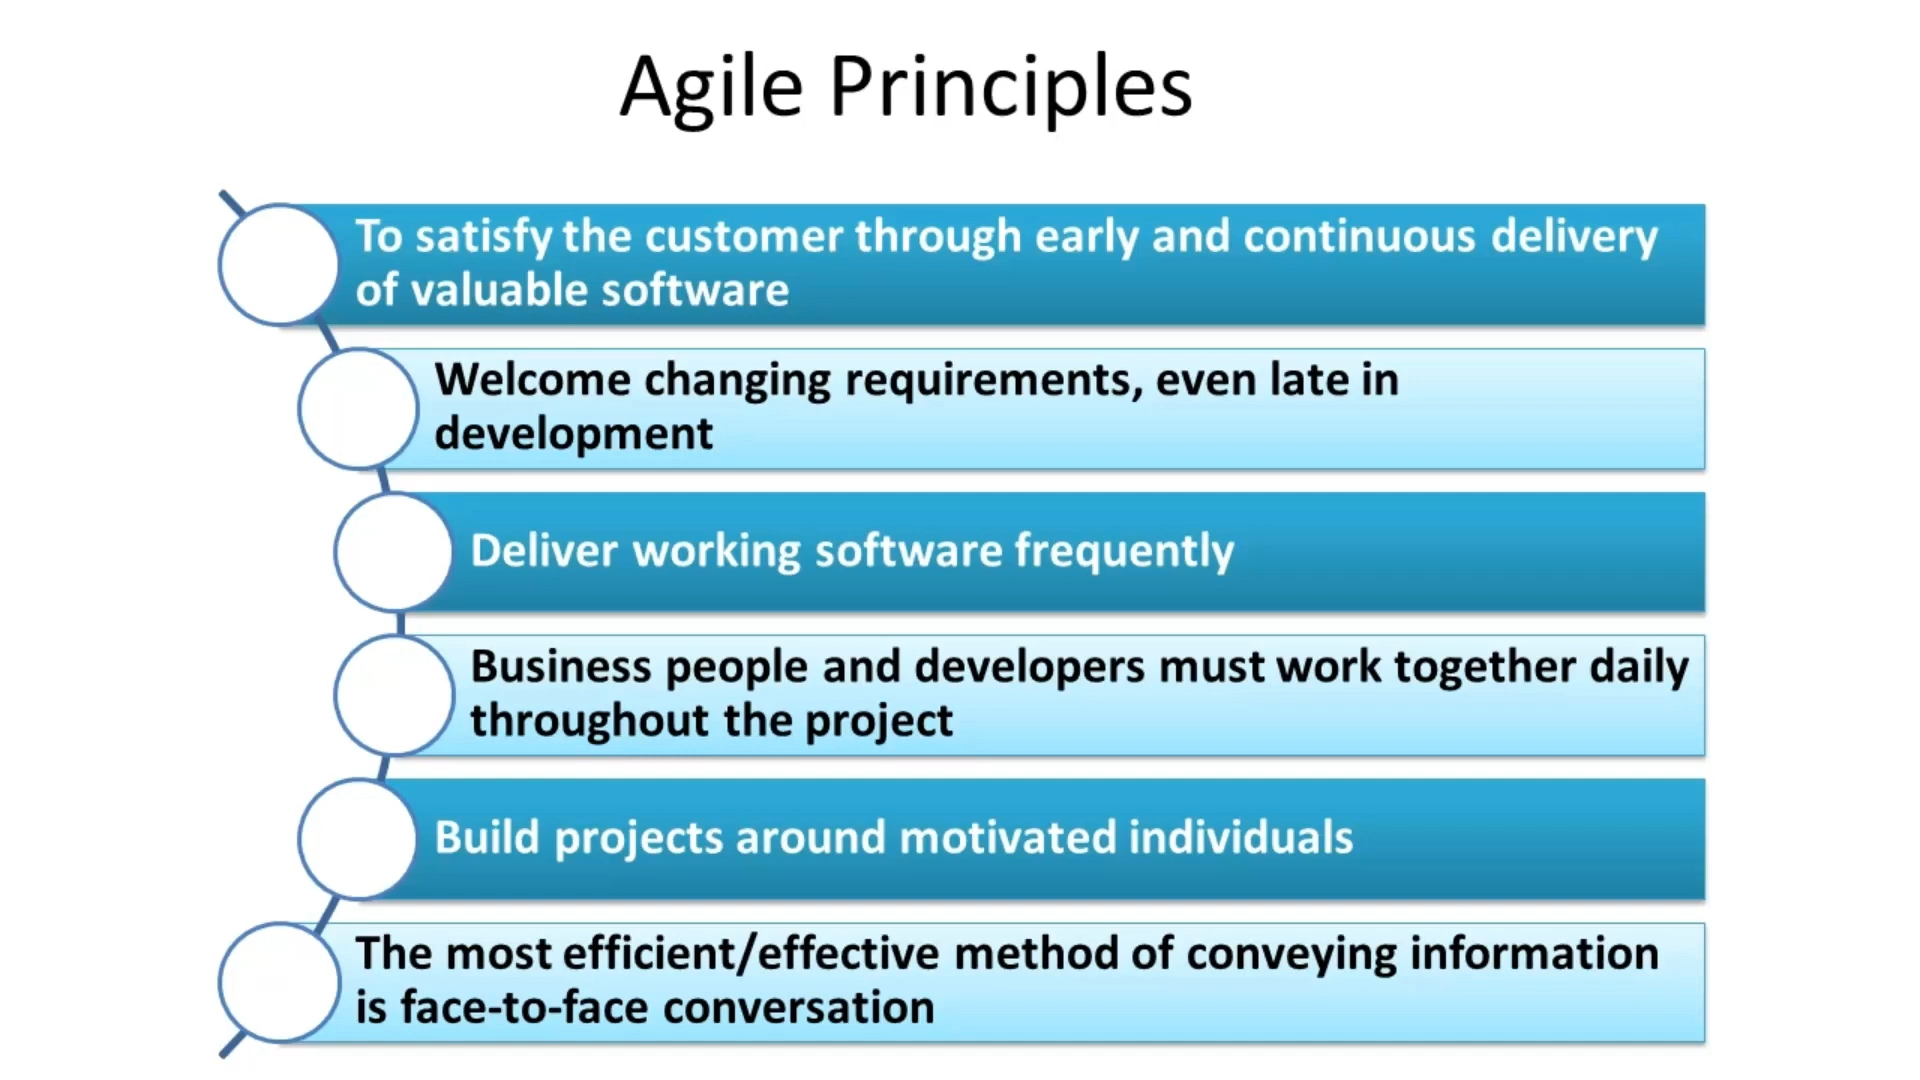 Agile Principles
To satisfy the customer through early and continuous delivery
of valuable software
Welcome changing requirements, even late in
development
Deliver working software frequently
Business people and developers must work together daily
throughout the project
Build projects around motivated individuals
The most efficient/effective method of conveying information
is face-to-face conversation